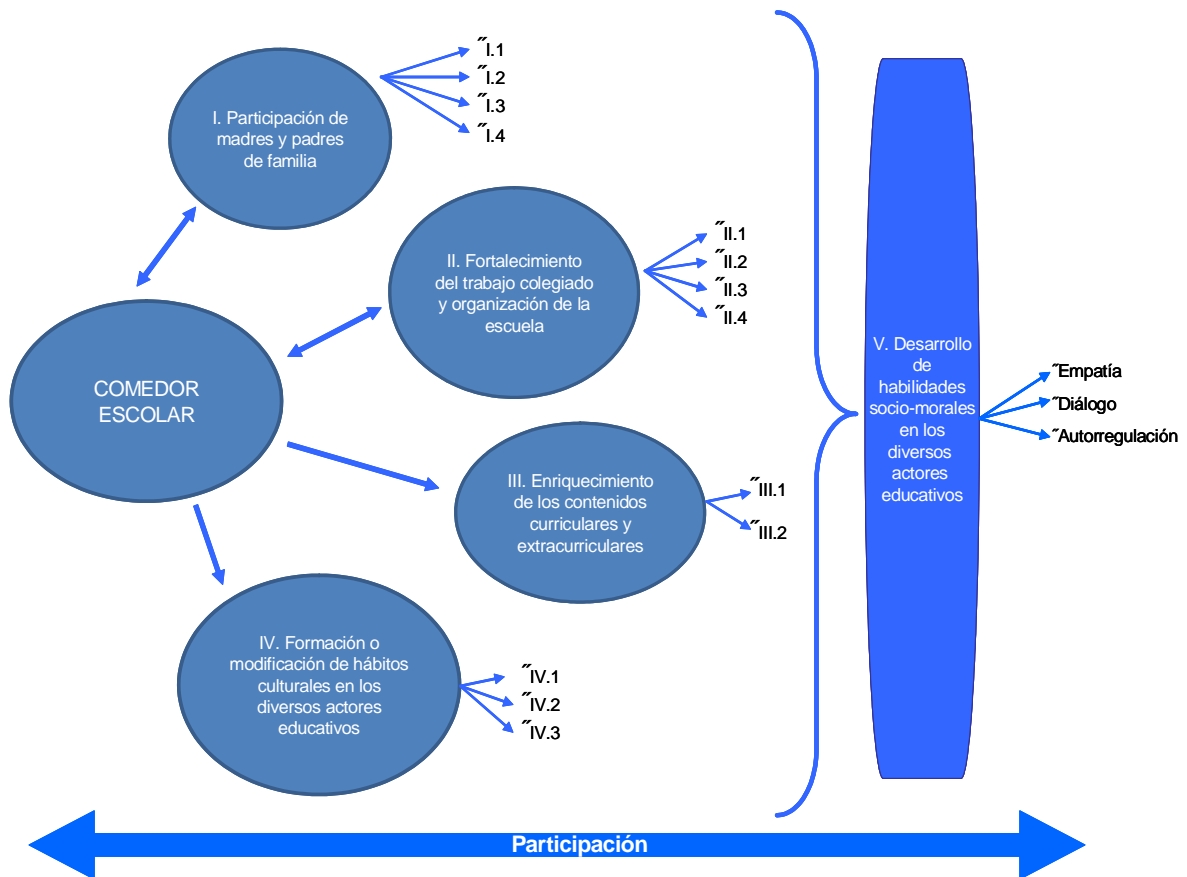 I. Participación de
madres y padres
de familia
˝I.1
˝I.2
˝I.3
˝I.4
II. Fortalecimiento
del trabajo colegiado
y organización de la
escuela
˝II.1
˝II.2
˝II.3
˝II.4
COMEDOR
ESCOLAR
III. Enriquecimiento
de los contenidos
curriculares y
extracurriculares
˝III.1
˝III.2
IV. Formación o
modificación de hábitos
culturales en los
diversos actores
educativos
˝IV.1
˝IV.2
˝IV.3
V. Desarrollo
de
habilidades
socio-morales
en los
diversos
actores
educativos
˝Empatía
˝Diálogo
˝Autorregulación
Participación